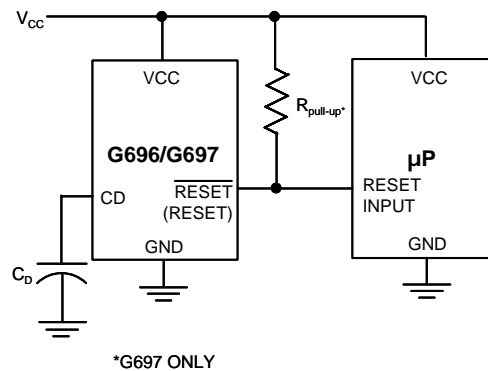 VCC
VCC
VCC
Rpull-up*
G696/G697
µP
CD
RESET
(RESET)
RESET
INPUT
GND
GND
CD
*G697 ONLY